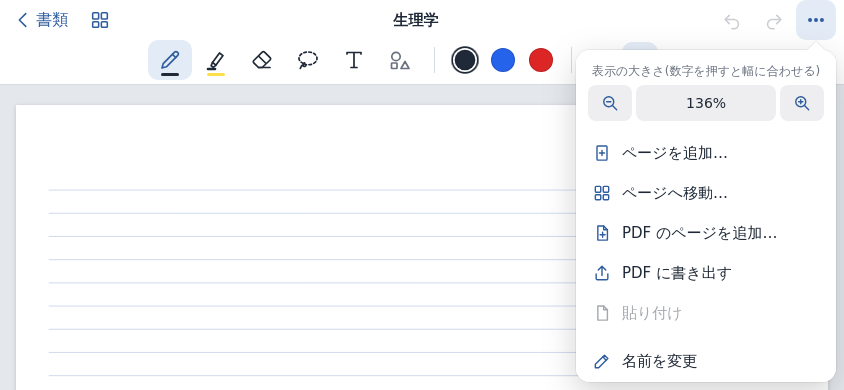 書類
生理学
表示の大きさ(数字を押すと幅に合わせる)
136%
ページを追加...
ページへ移動...
PDF のページを追加...
PDF に書き出す
貼り付け
名前を変更